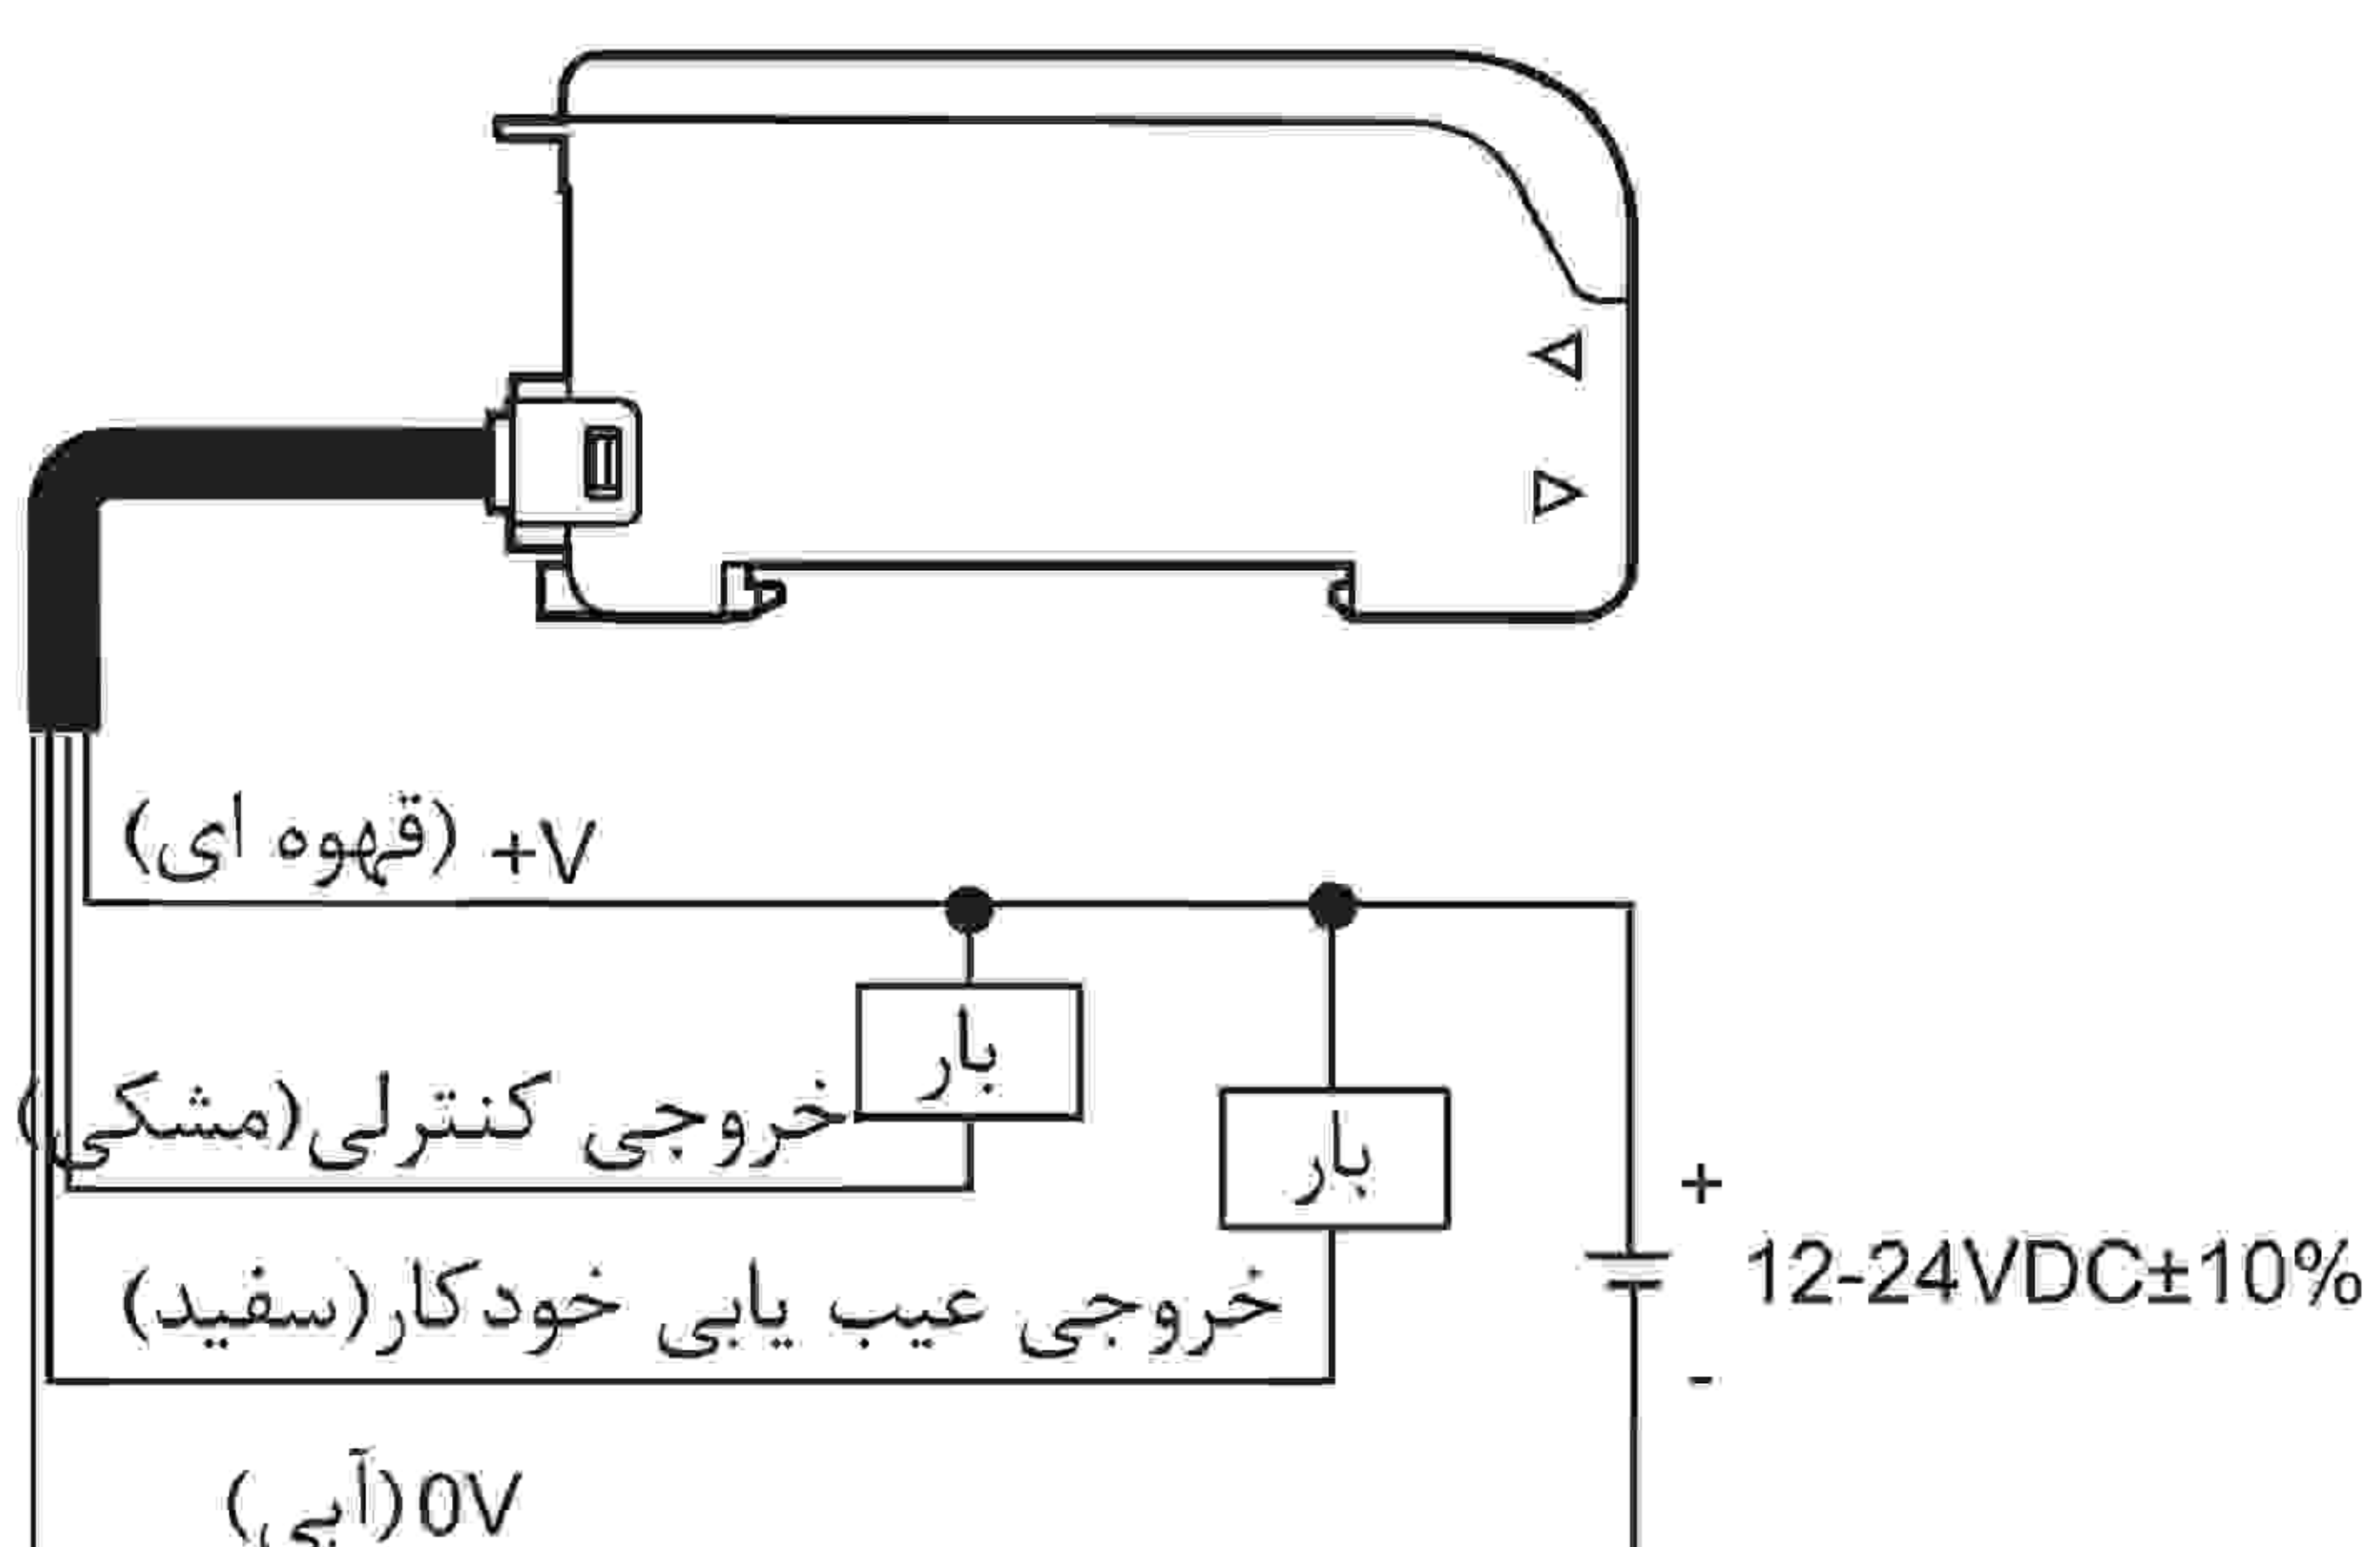 (قهوه ای) +V
بار
خروجی کنترلی(مشکی)
بار
+
12-24VDC±10%
خروجی عیب یابی خودکار(سفید)
-
0V(آبی)